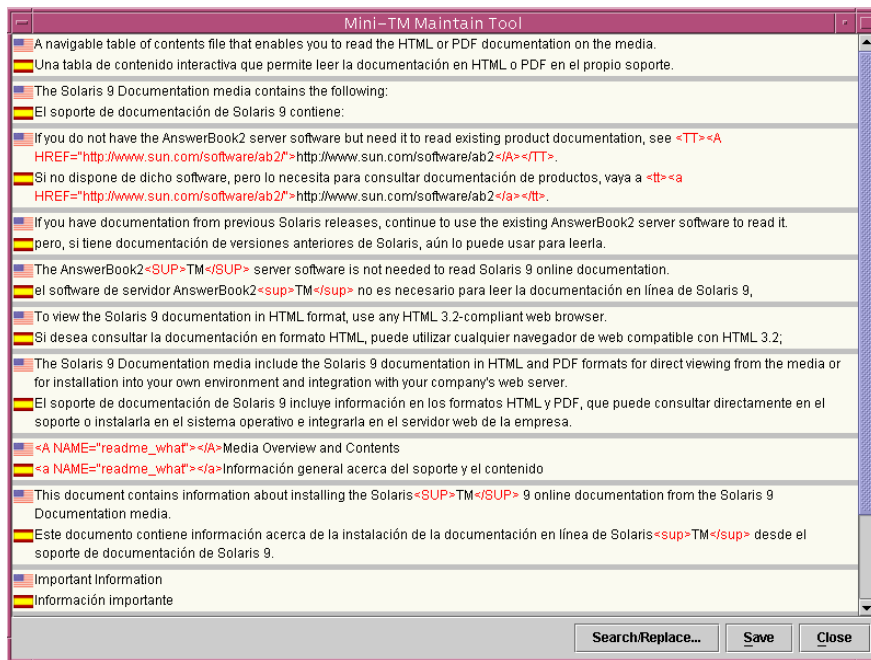 Mini-TM Maintain Tool
A navigable table of contents file that enables you to read the HTML or PDF documentation on the media.
Una tabla de contenido interactiva que permite leer la documentación en HTML o PDF en el propio soporte.
The Solaris 9 Documentation media contains the following:
El soporte de documentación de Solaris 9 contiene:
If you do not have the AnswerBook2 server software but need it to read existing product documentation, see <TT><A
HREF="http://www.sun.com/software/ab2/">http://www.sun.com/software/ab2</A></TT>.
Si no dispone de dicho software, pero lo necesita para consultar documentación de productos, vaya a <tt><a
HREF="http://www.sun.com/software/ab2/">http://www.sun.com/software/ab2</a></tt>.
If you have documentation from previous Solaris releases, continue to use the existing AnswerBook2 server software to read it.
pero, si tiene documentación de versiones anteriores de Solaris, aún lo puede usar para leerla.
The AnswerBook2<SUP>TM</SUP> server software is not needed to read Solaris 9 online documentation.
el software de servidor AnswerBook2<sup>TM</sup> no es necesario para leer la documentación en línea de Solaris 9,
To view the Solaris 9 documentation in HTML format, use any HTML 3.2-compliant web browser.
Si desea consultar la documentación en formato HTML, puede utilizar cualquier navegador de web compatible con HTML 3.2;
The Solaris 9 Documentation media include the Solaris 9 documentation in HTML and PDF formats for direct viewing from the media or
for installation into your own environment and integration with your company's web server.
El soporte de documentación de Solaris 9 incluye información en los formatos HTML y PDF, que puede consultar directamente en el
soporte o instalarla en el sistema operativo e integrarla en el servidor web de la empresa.
<A NAME="readme_what"></A>Media Overview and Contents
<a NAME="readme_what"></a>Información general acerca del soporte y el contenido
This document contains information about installing the Solaris<SUP>TM</SUP> 9 online documentation from the Solaris 9
Documentation media.
Este documento contiene información acerca de la instalación de la documentación en línea de Solaris<sup>TM</sup> desde el
soporte de documentación de Solaris 9.
Important Information
Información importante
Search/Replace... Save Close